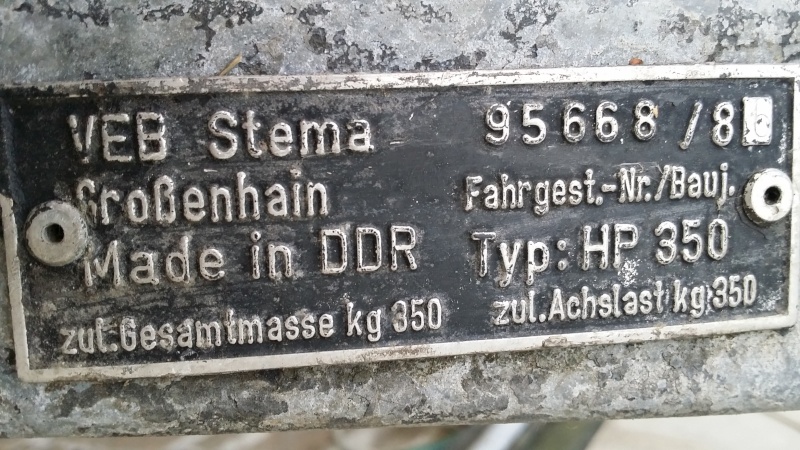 VEB Stema
Großenhain
Made in DDR
zul.Gesamtmasse kg 350
95668/8
Fahrgest.-Nr./Bauj.
Typ: HP 350
zul.Achslast kg 350